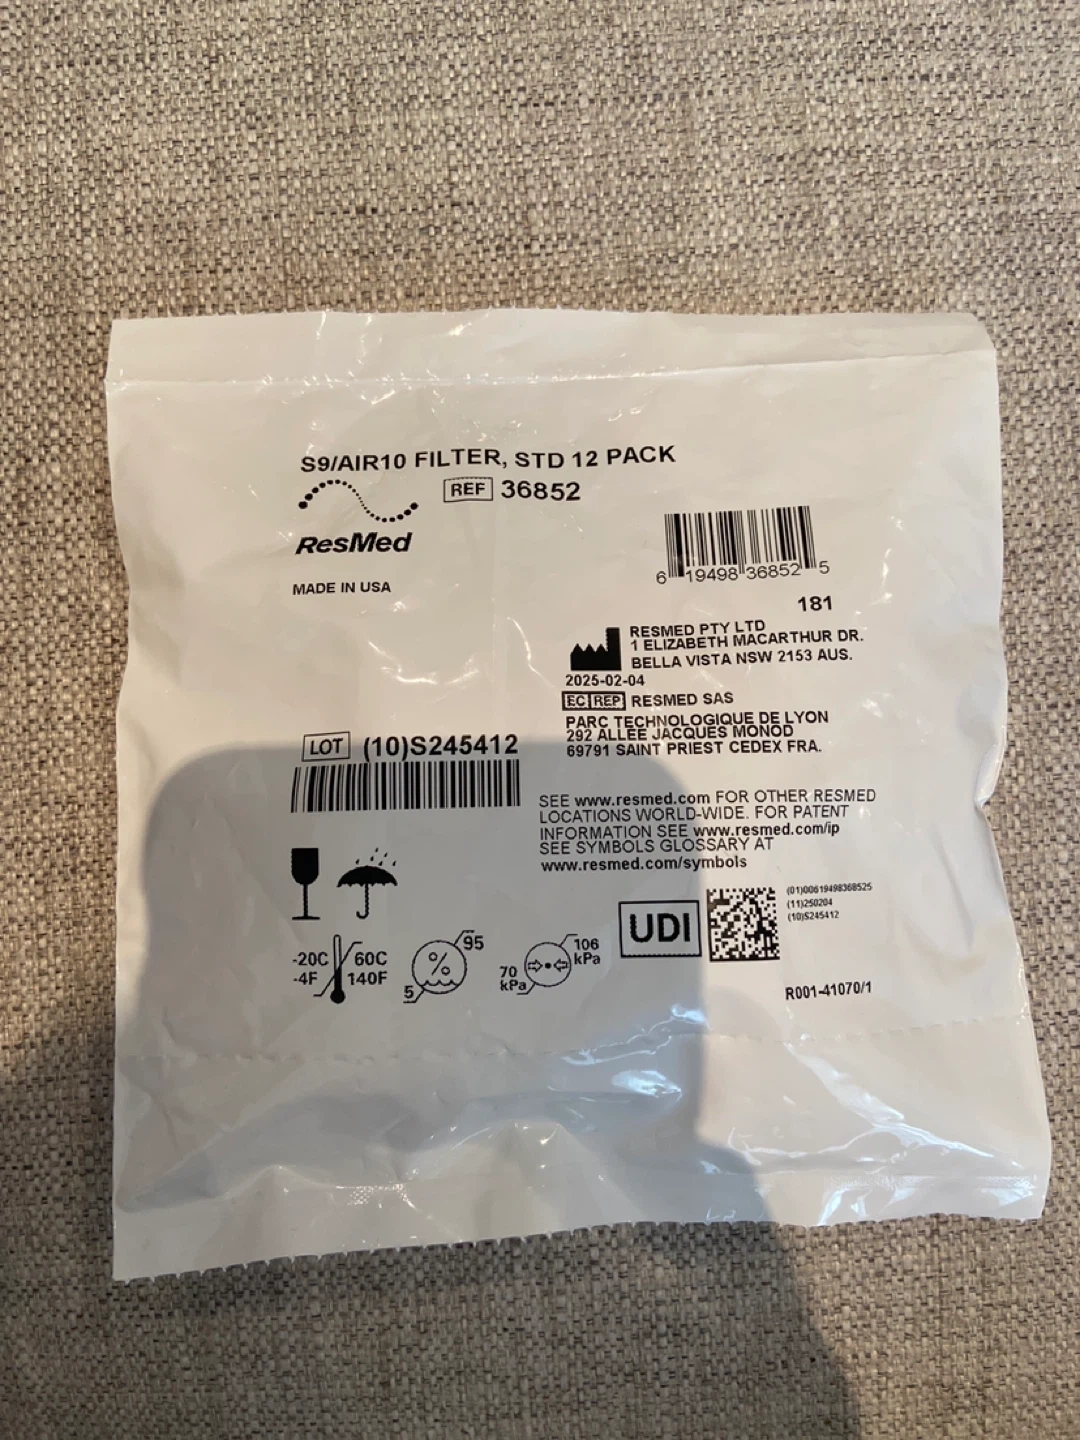 S9/AIR10 FILTER, STD 12 PACK
REF 36852
ResMed
MADE IN USA
6 19498 36852 5
181
RESMED PTY LTD
1 ELIZABETH MACARTHUR DR.
BELLA VISTA NSW 2153 AUS.
2025-02-04
EC REP RESMED SAS
PARC TECHNOLOGIQUE DE LYON
292 ALLEE JACQUES MONOD
69791 SAINT PRIEST CEDEX FRA.
LOT (10)S245412
SEE www.resmed.com FOR OTHER RESMED
LOCATIONS WORLD-WIDE. FOR PATENT
INFORMATION SEE www.resmed.com/ip
SEE SYMBOLS GLOSSARY AT
www.resmed.com/symbols
-20C 60C
-4F 140F
% 95
5
106 kPa
70 kPa
UDI
(01)00619498368525
(11)250204
(10)S245412
R001-41070/1